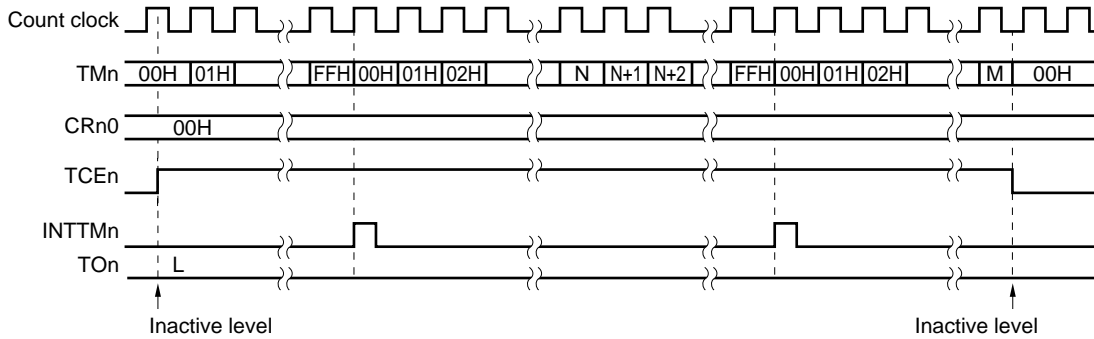 Count clock
TMn 00H 01H FFH 00H 01H 02H N N+1 N+2 FFH 00H 01H 02H M 00H
CRn0 00H
TCEn
INTTMn
TOn L
Inactive level Inactive level